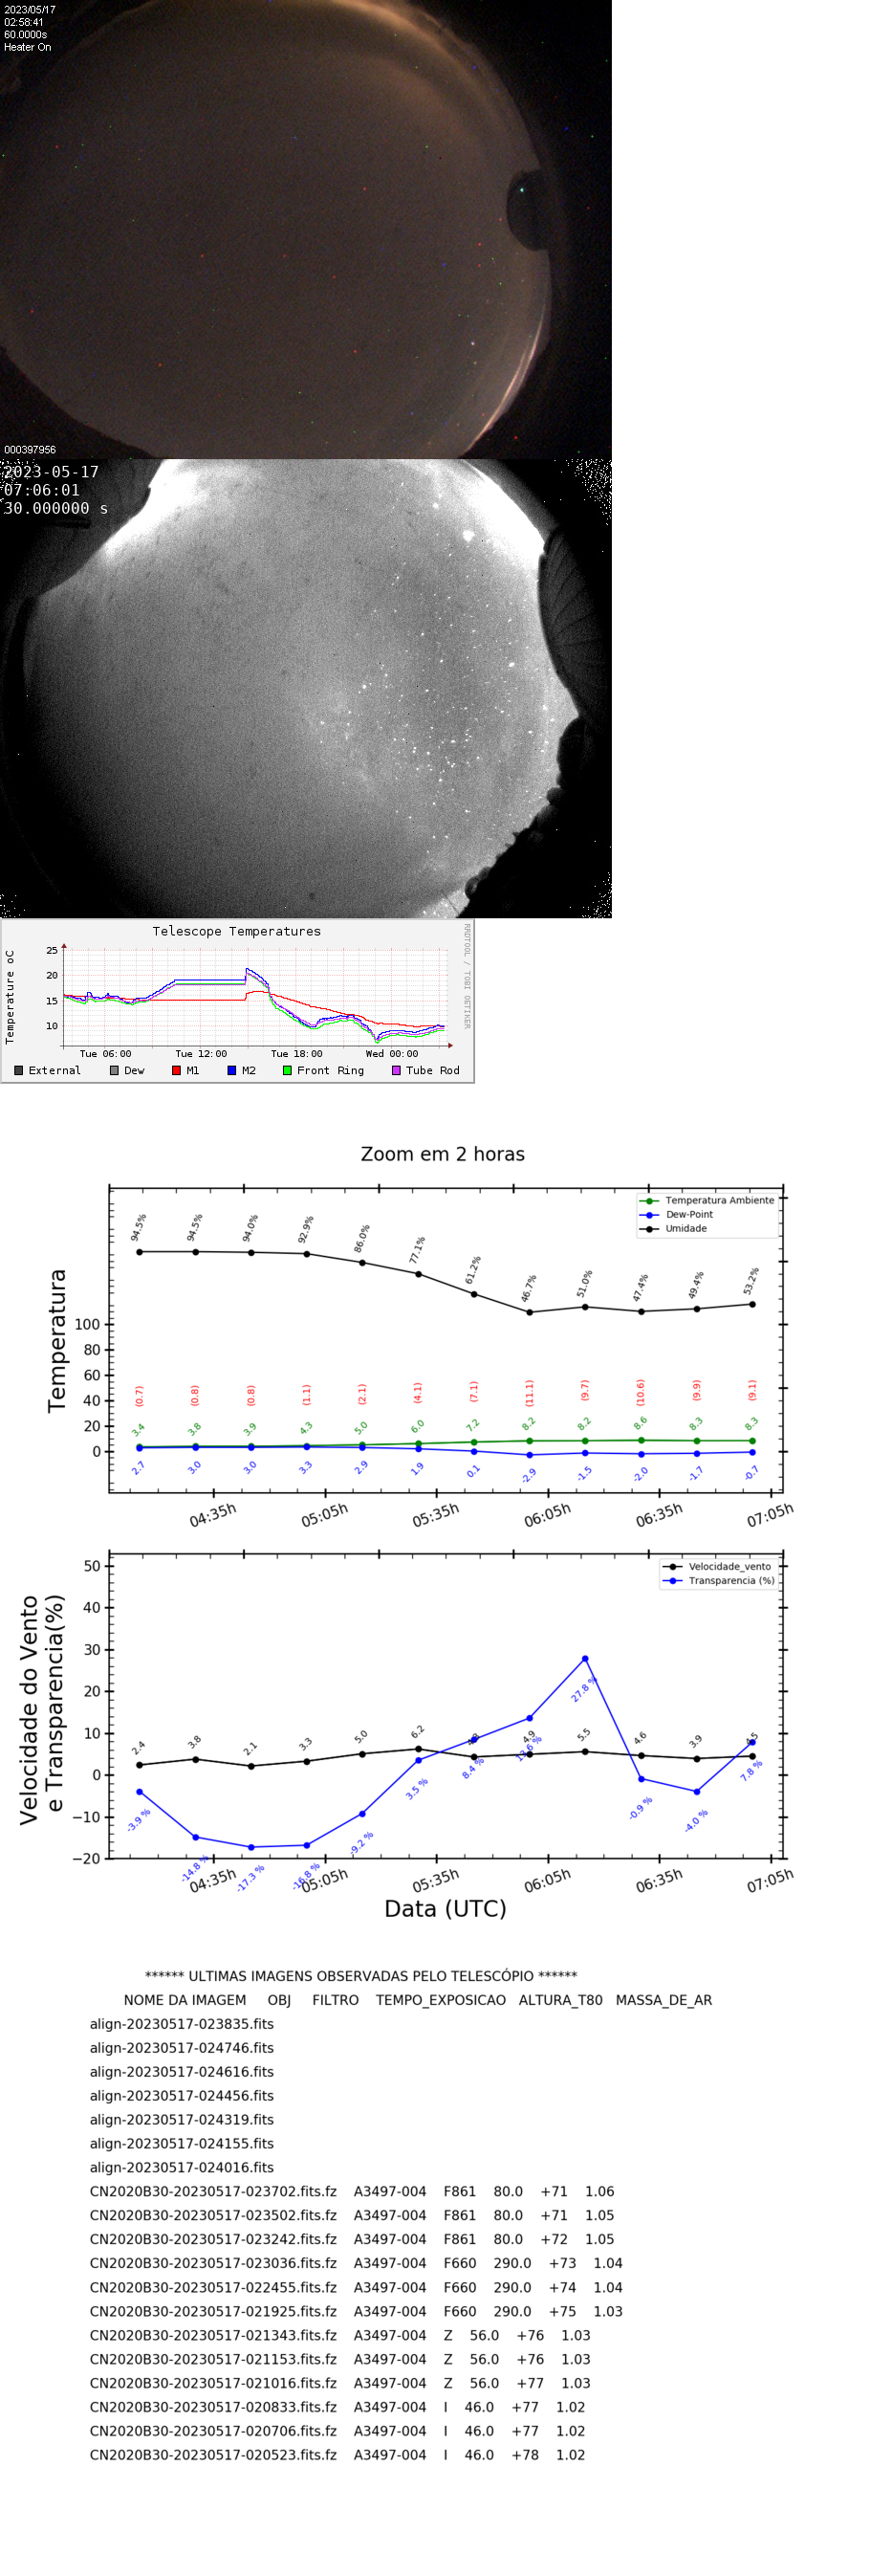 2023/05/17
02:58:41
60.0000s
Heater On
000397956
2023-05-17
07:06:01
30.000000 s
Telescope Temperatures
RRDTOOL / TOBI OETIKER
Temperature oC
25
20
15
10
Tue 06:00 Tue 12:00 Tue 18:00 Wed 00:00
External Dew M1 M2 Front Ring Tube Rod
Zoom em 2 horas
Temperatura Ambiente
Dew-Point
Umidade
94.5% 94.5% 94.0% 92.9% 86.0% 77.1% 61.2% 46.7% 51.0% 47.4% 49.4% 53.2%
Temperatura
100
80
60
40
20
0
(0.7) (0.8) (0.8) (1.1) (2.1) (4.1) (7.1) (11.1) (9.7) (10.6) (9.9) (9.1)
3.4 3.8 3.9 4.3 5.0 6.0 7.2 8.2 8.2 8.6 8.3 8.3
2.7 3.0 3.0 3.3 2.9 1.9 0.1 -2.9 -1.5 -2.0 -1.7 -0.7
04:35h 05:05h 05:35h 06:05h 06:35h 07:05h
Velocidade_vento
Transparencia (%)
Velocidade do Vento
e Transparencia(%)
50
40
30
20
10
0
−10
−20
2.4 3.8 2.1 3.3 5.0 6.2 4.9 5.5 4.6 3.9 4.5
-3.9 % -14.8 % -17.3 % -16.8 % -9.2 % 3.5 % 8.4 % 27.8 % -0.9 % -4.0 % 7.8 %
04:35h 05:05h 05:35h 06:05h 06:35h 07:05h
Data (UTC)
****** ULTIMAS IMAGENS OBSERVADAS PELO TELESCÓPIO ******
NOME DA IMAGEM OBJ FILTRO TEMPO_EXPOSICAO ALTURA_T80 MASSA_DE_AR
align-20230517-023835.fits
align-20230517-024746.fits
align-20230517-024616.fits
align-20230517-024456.fits
align-20230517-024319.fits
align-20230517-024155.fits
align-20230517-024016.fits
CN2020B30-20230517-023702.fits.fz A3497-004 F861 80.0 +71 1.06
CN2020B30-20230517-023502.fits.fz A3497-004 F861 80.0 +71 1.05
CN2020B30-20230517-023242.fits.fz A3497-004 F861 80.0 +72 1.05
CN2020B30-20230517-023036.fits.fz A3497-004 F660 290.0 +73 1.04
CN2020B30-20230517-022455.fits.fz A3497-004 F660 290.0 +74 1.04
CN2020B30-20230517-021925.fits.fz A3497-004 F660 290.0 +75 1.03
CN2020B30-20230517-021343.fits.fz A3497-004 Z 56.0 +76 1.03
CN2020B30-20230517-021153.fits.fz A3497-004 Z 56.0 +76 1.03
CN2020B30-20230517-021016.fits.fz A3497-004 Z 56.0 +77 1.03
CN2020B30-20230517-020833.fits.fz A3497-004 I 46.0 +77 1.02
CN2020B30-20230517-020706.fits.fz A3497-004 I 46.0 +77 1.02
CN2020B30-20230517-020523.fits.fz A3497-004 I 46.0 +78 1.02